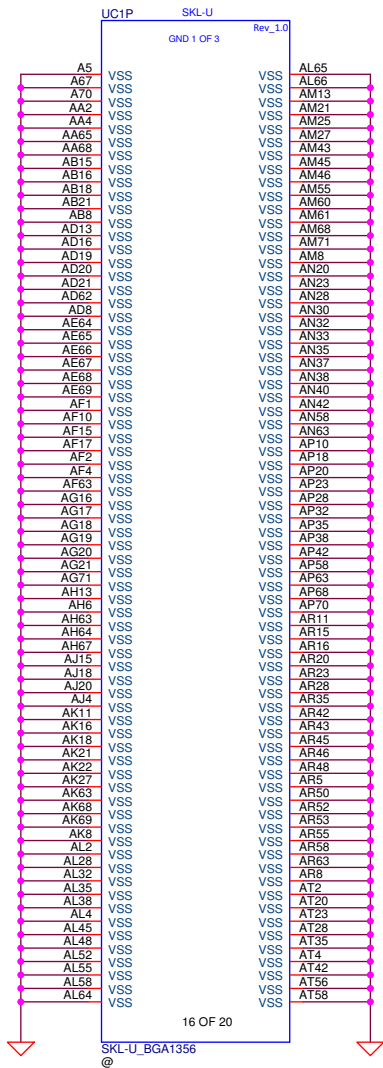 UC1P SKL-U
Rev_1.0
GND 1 OF 3
A5 VSS VSS AL65
A67 VSS VSS AL66
A70 VSS VSS AM13
AA2 VSS VSS AM21
AA4 VSS VSS AM25
AA65 VSS VSS AM27
AA68 VSS VSS AM43
AB15 VSS VSS AM45
AB16 VSS VSS AM46
AB18 VSS VSS AM55
AB21 VSS VSS AM60
AB8 VSS VSS AM61
AD13 VSS VSS AM68
AD16 VSS VSS AM71
AD19 VSS VSS AM8
AD20 VSS VSS AN20
AD21 VSS VSS AN23
AD62 VSS VSS AN28
AD8 VSS VSS AN30
AE64 VSS VSS AN32
AE65 VSS VSS AN33
AE66 VSS VSS AN35
AE67 VSS VSS AN37
AE68 VSS VSS AN38
AE69 VSS VSS AN40
AF1 VSS VSS AN42
AF10 VSS VSS AN58
AF15 VSS VSS AN63
AF17 VSS VSS AP10
AF2 VSS VSS AP18
AF4 VSS VSS AP20
AF63 VSS VSS AP23
AG16 VSS VSS AP28
AG17 VSS VSS AP32
AG18 VSS VSS AP35
AG19 VSS VSS AP38
AG20 VSS VSS AP42
AG21 VSS VSS AP58
AG71 VSS VSS AP63
AH13 VSS VSS AP68
AH6 VSS VSS AP70
AH63 VSS VSS AR11
AH64 VSS VSS AR15
AH67 VSS VSS AR16
AJ15 VSS VSS AR20
AJ18 VSS VSS AR23
AJ20 VSS VSS AR28
AJ4 VSS VSS AR35
AK11 VSS VSS AR42
AK16 VSS VSS AR43
AK18 VSS VSS AR45
AK21 VSS VSS AR46
AK22 VSS VSS AR48
AK27 VSS VSS AR5
AK63 VSS VSS AR50
AK68 VSS VSS AR52
AK69 VSS VSS AR53
AK8 VSS VSS AR55
AL2 VSS VSS AR58
AL28 VSS VSS AR63
AL32 VSS VSS AR8
AL35 VSS VSS AT2
AL38 VSS VSS AT20
AL4 VSS VSS AT23
AL45 VSS VSS AT28
AL48 VSS VSS AT35
AL52 VSS VSS AT4
AL55 VSS VSS AT42
AL58 VSS VSS AT56
AL64 VSS VSS AT58
16 OF 20
SKL-U_BGA1356
@